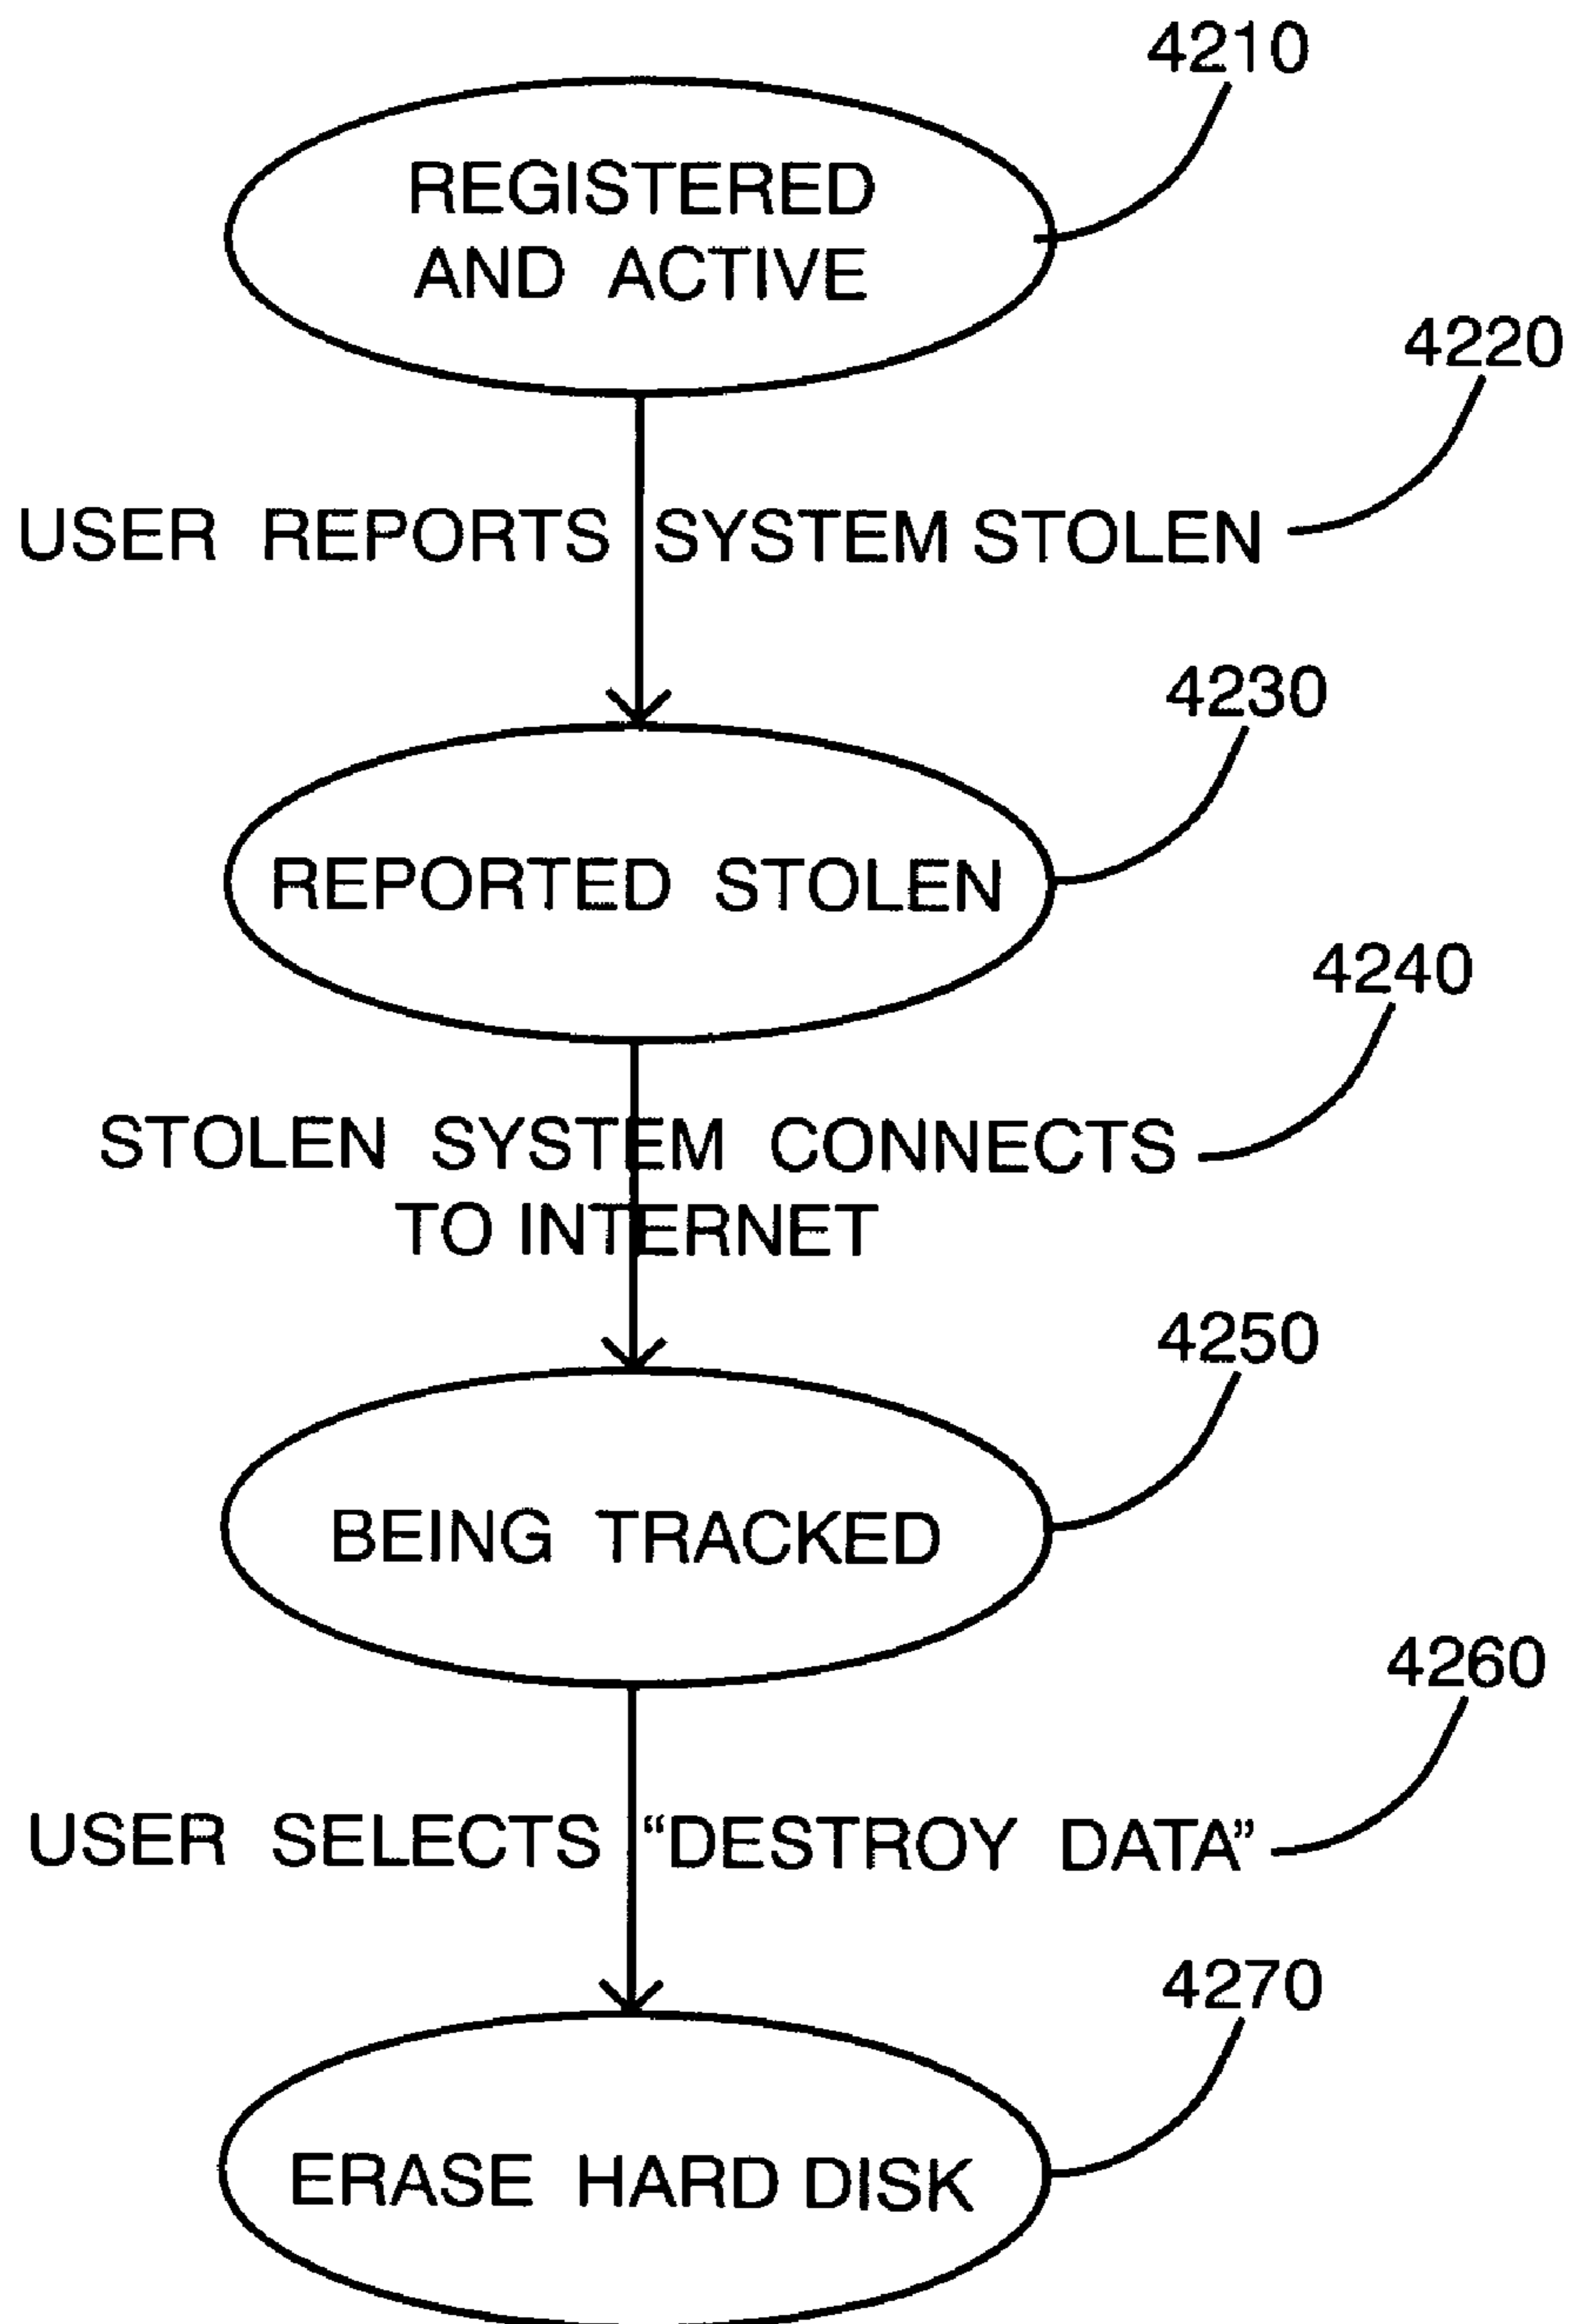 4210
REGISTERED
AND ACTIVE
4220
USER REPORTS SYSTEM STOLEN
4230
REPORTED STOLEN
4240
STOLEN SYSTEM CONNECTS
TO INTERNET
4250
BEING TRACKED
4260
USER SELECTS “DESTROY DATA”
4270
ERASE HARD DISK